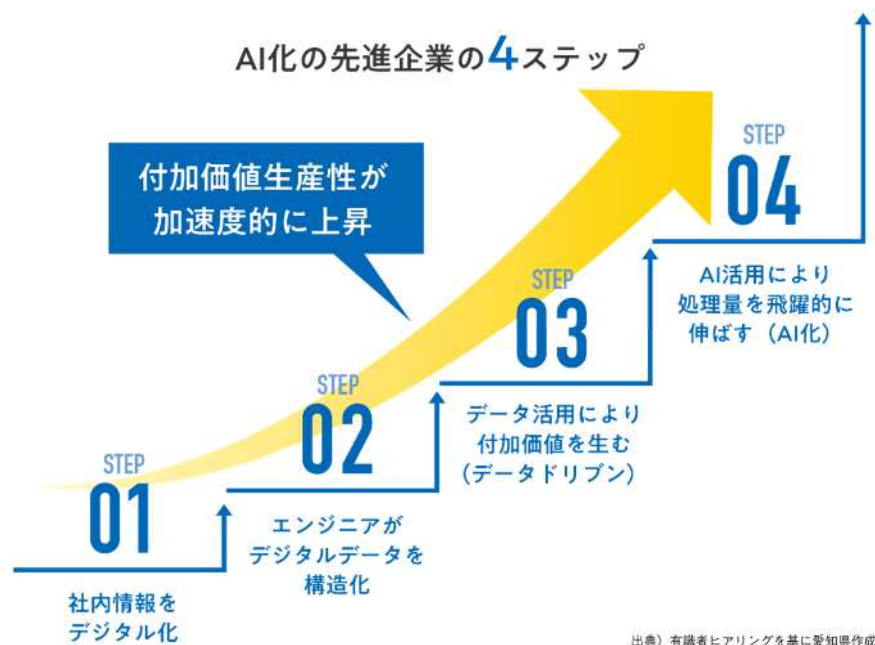 AI化の先進企業の4ステップ
付加価値生産性が
加速度的に上昇
STEP
01
社内情報を
デジタル化
STEP
02
エンジニアが
デジタルデータを
構造化
STEP
03
データ活用により
付加価値を生む
（データドリブン）
STEP
04
AI活用により
処理量を飛躍的に
伸ばす（AI化）
出典）有識者ヒアリングを基に愛知県作成